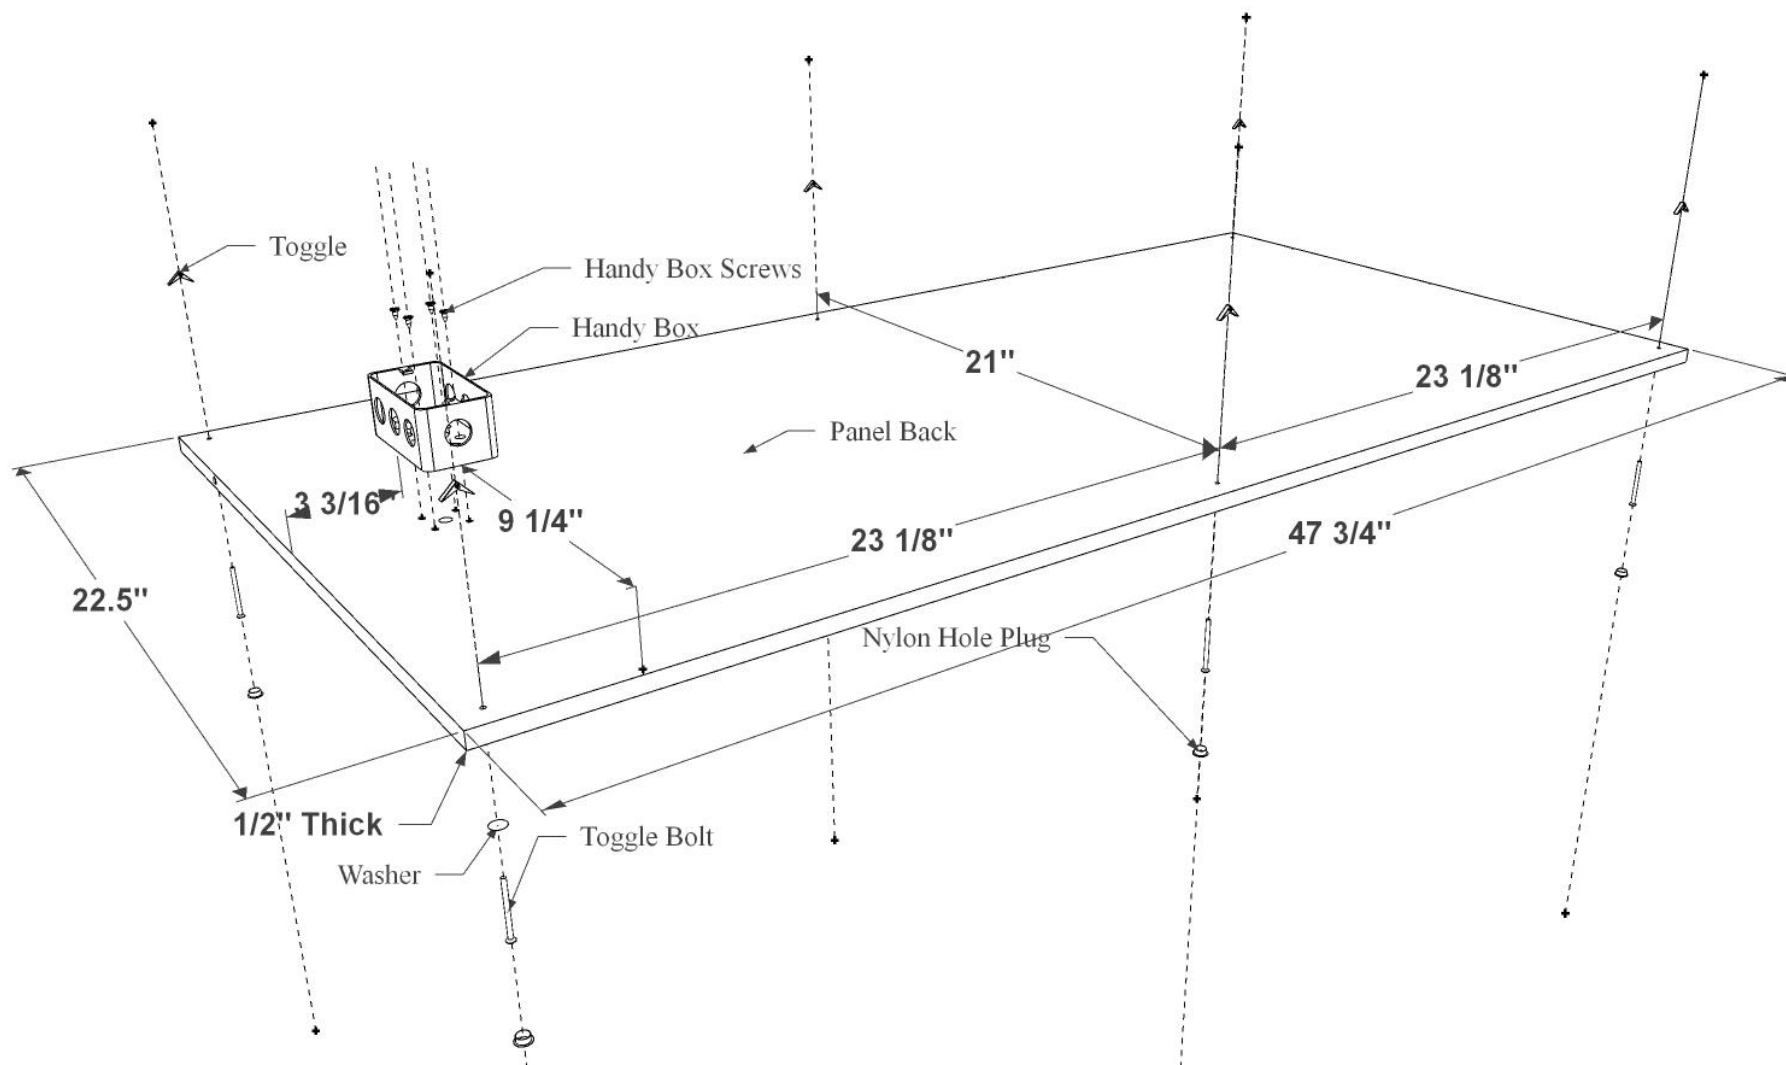 Toggle
Handy Box Screws
Handy Box
21"
23 1/8"
Panel Back
3 3/16"
9 1/4"
23 1/8"
47 3/4"
22.5"
Nylon Hole Plug
1/2" Thick
Toggle Bolt
Washer